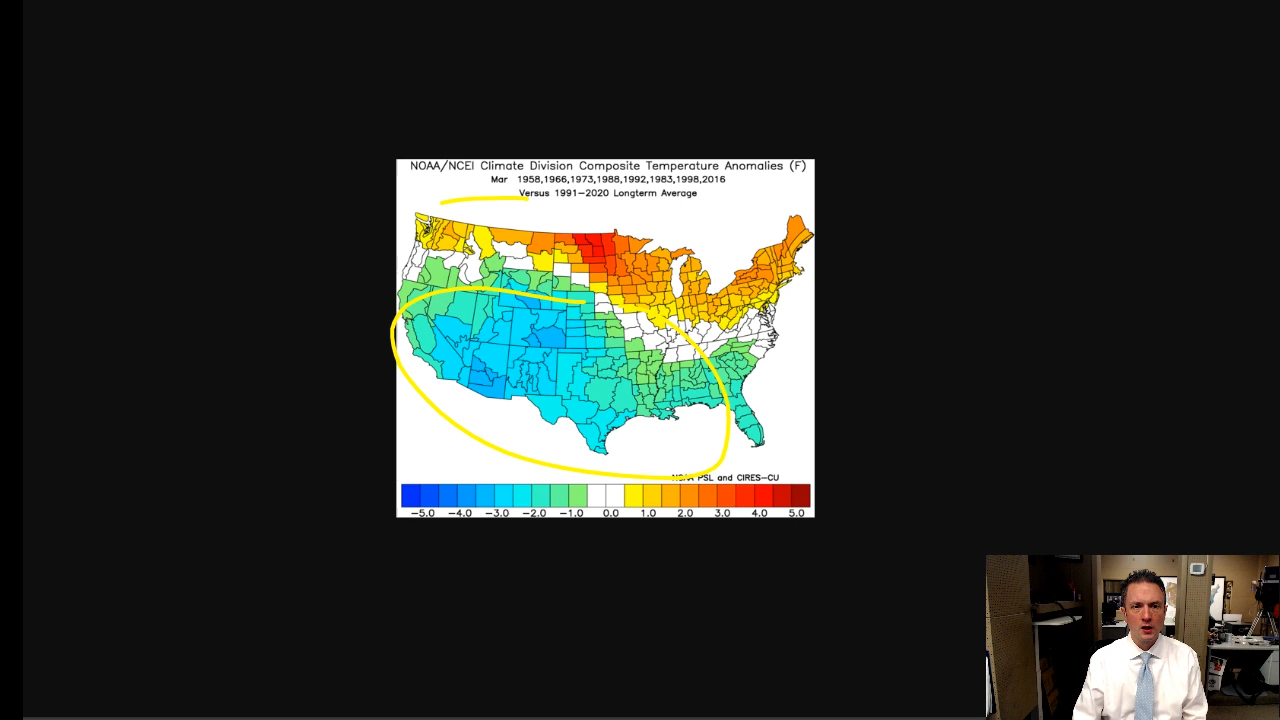 NOAA/NCEI Climate Division Composite Temperature Anomalies (F)
Mar 1958,1966,1973,1988,1992,1983,1998,2016
Versus 1991-2020 Longterm Average
NOAA PSL and CIRES-CU
-5.0 -4.0 -3.0 -2.0 -1.0 0.0 1.0 2.0 3.0 4.0 5.0